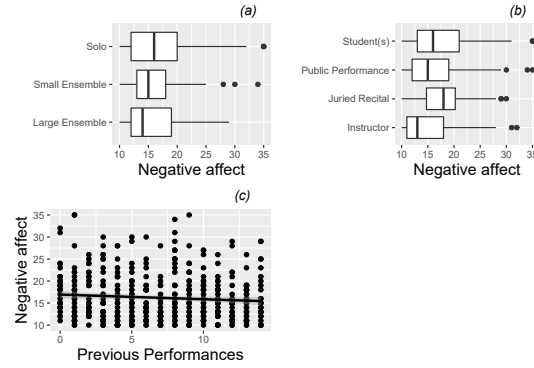 (a)
Solo
Small Ensemble
Large Ensemble
10 15 20 25 30 35
Negative affect
(b)
Student(s)
Public Performance
Juried Recital
Instructor
10 15 20 25 30 35
Negative affect
(c)
Negative affect
35
30
25
20
15
10
0 5 10
Previous Performances